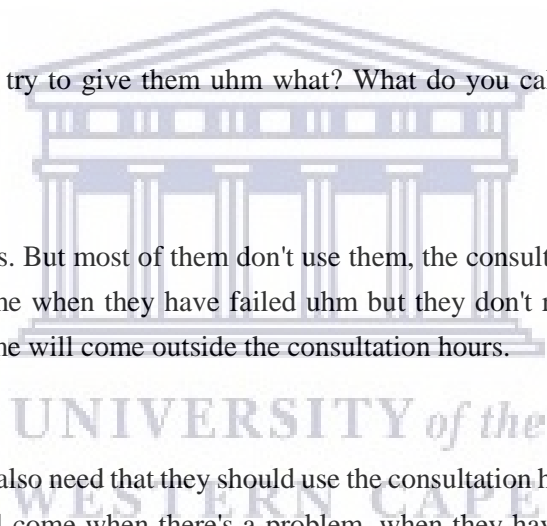 try to give them uhm what? What do you cal
s. But most of them don't use them, the consult
ne when they have failed uhm but they don't
ne will come outside the consultation hours.
UNIVERSITY of the
also need that they should use the consultation h
WESTERN CAPE
l come when there's a problem, when they ha